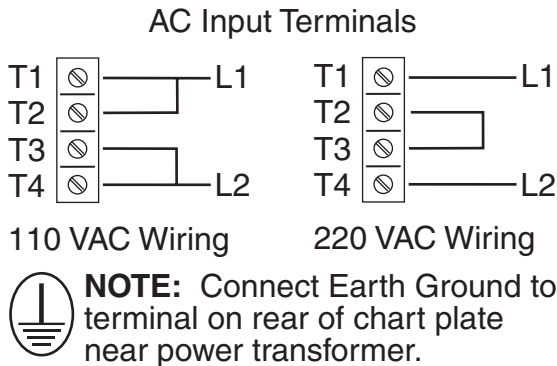 AC Input Terminals
T1 L1
T2
T3
T4 L2
110 VAC Wiring
T1 L1
T2
T3
T4 L2
220 VAC Wiring
NOTE: Connect Earth Ground to
terminal on rear of chart plate
near power transformer.